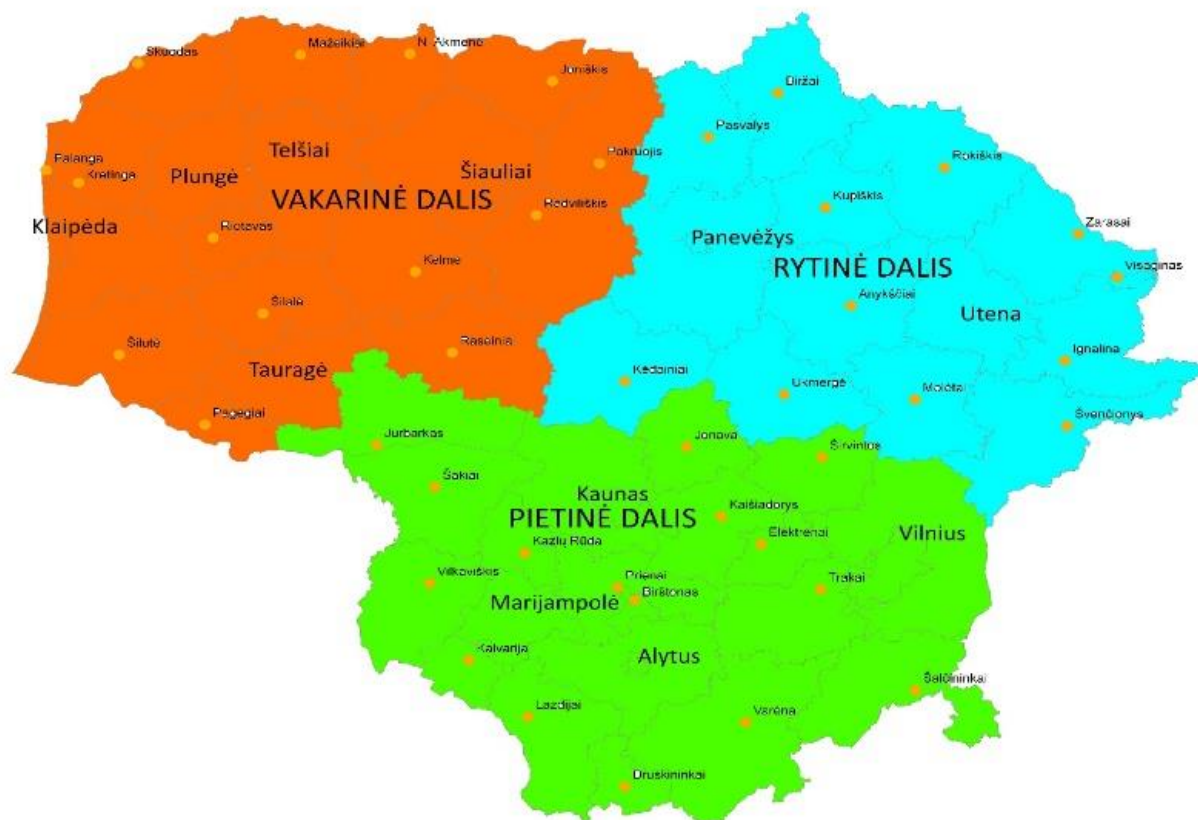 Skuodas
Mažeikiai
N. Akmenė
Joniškis
Biržai
Pasvalys
Palanga
Kretinga
Plungė
Telšiai
Šiauliai
Pakruojis
Rokiškis
VAKARINĖ DALIS
Radviliškis
Kupiškis
Klaipėda
Rietavas
Panevėžys
Zarasai
Kelmė
RYTINĖ DALIS
Visaginas
Šilalė
Anykščiai
Utena
Šilutė
Tauragė
Raseinia
Kėdainiai
Ukmergė
Molėtai
Ignalina
Pagėgiai
Švenčionys
Jurbarkas
Jonava
Širvintos
Šakiai
Kaunas
PIETINĖ DALIS
Kaišiadorys
Elektrėnai
Vilnius
Kazlų Rūda
Vilkaviškis
Prienai
Birštonas
Trakai
Marijampolė
Kalvarija
Alytus
Šalčininkai
Lazdijai
Varėna
Druskininkai